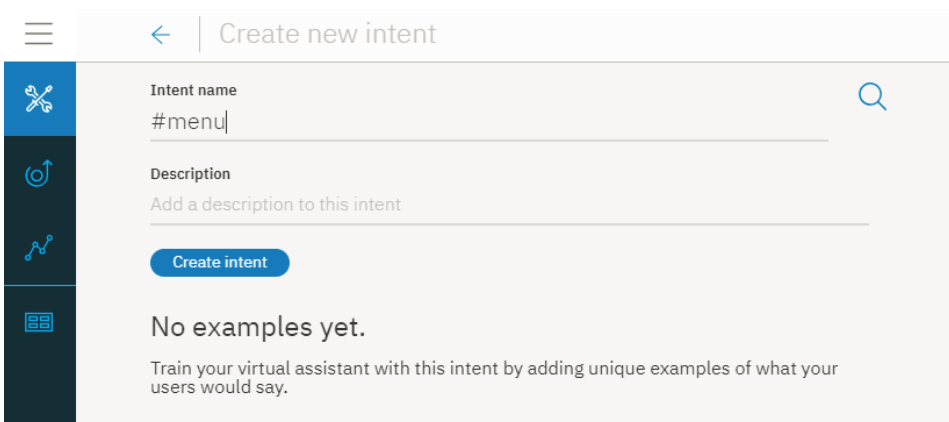 Create new intent
Intent name
#menu
Description
Add a description to this intent
Create intent
No examples yet.
Train your virtual assistant with this intent by adding unique examples of what your
users would say.